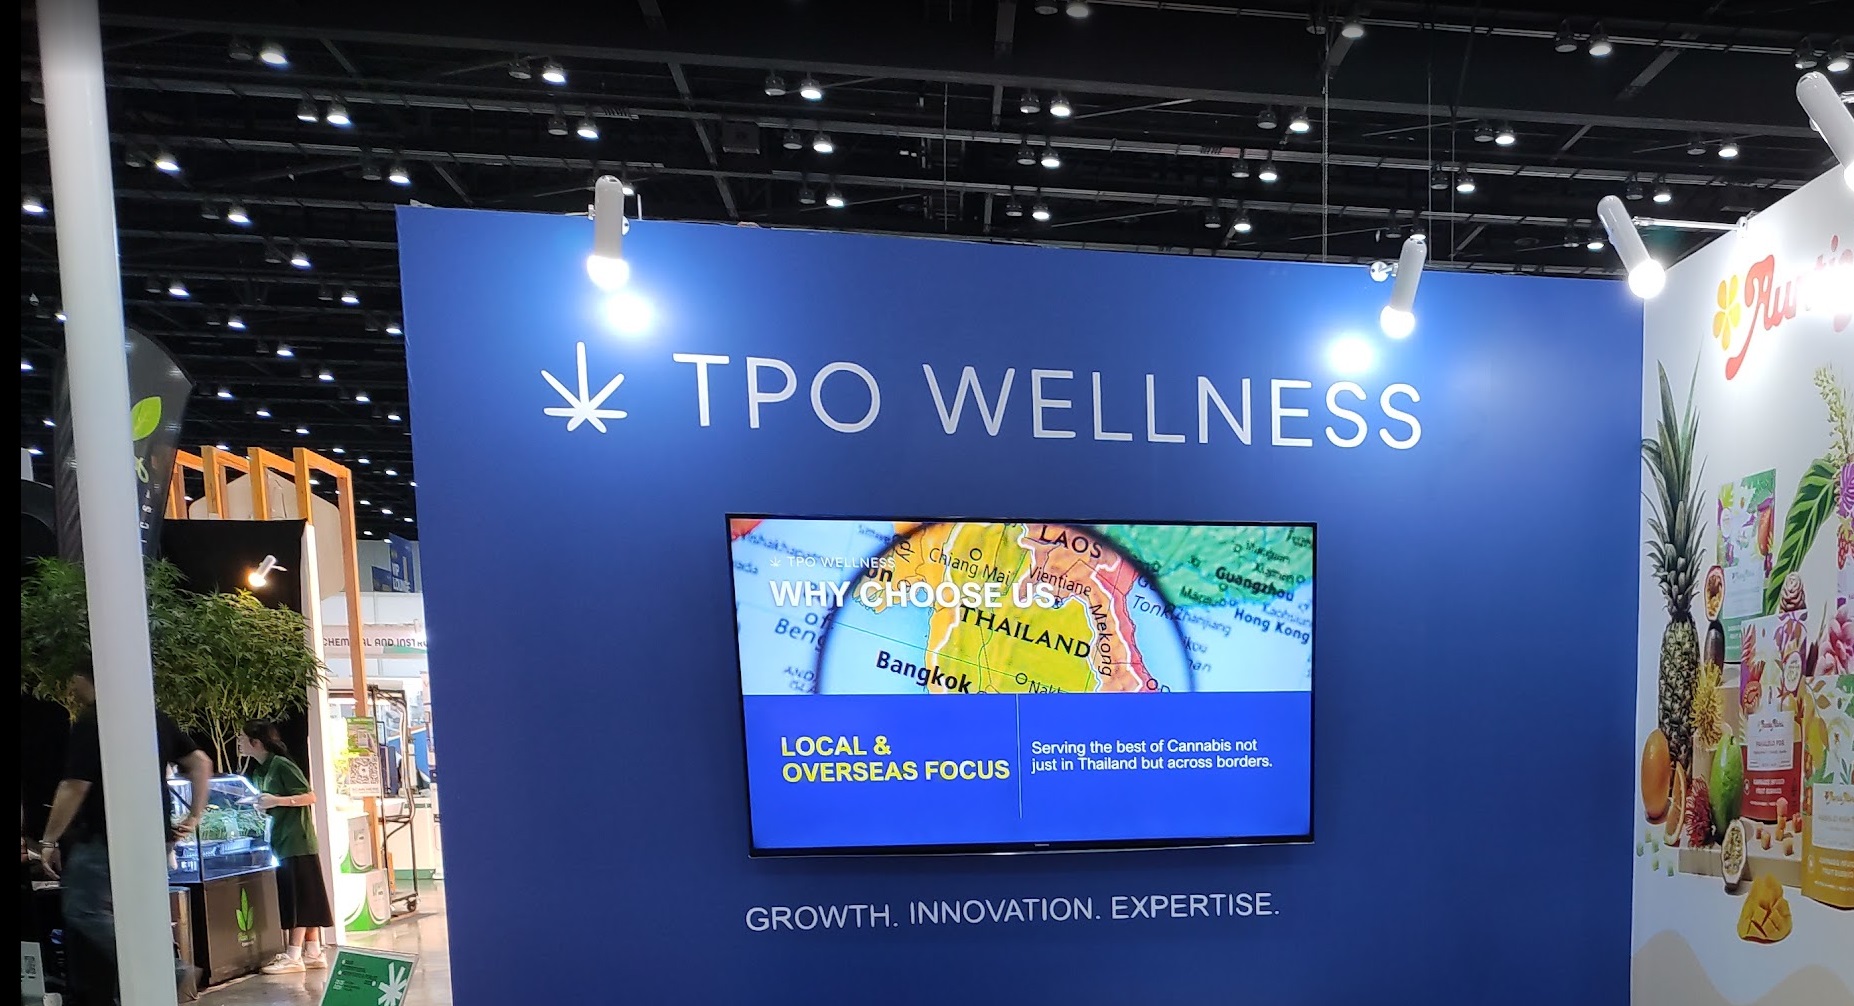 TPO WELLNESS
TPO WELLNESS
WHY CHOOSE US
LAOS
Chiang Mai
Vientiane
THAILAND
Mekong
Bangkok
Guangzhou
Hong Kong
Zhanjiang
LOCAL &
OVERSEAS FOCUS
Serving the best of Cannabis not
just in Thailand but across borders.
GROWTH. INNOVATION. EXPERTISE.